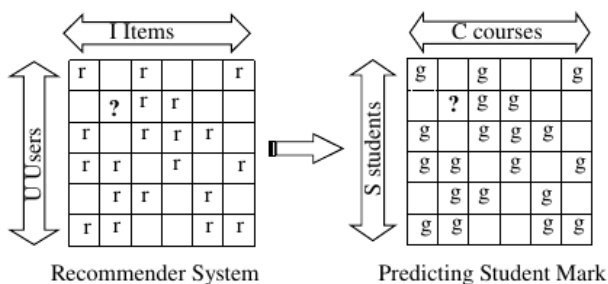 I Items
U Users
r r r
? r r
r r r r
r r r r
r r r
r r r r
Recommender System
C courses
S students
g g g
? g g
g g g g
g g g g
g g g
g g g g
Predicting Student Mark